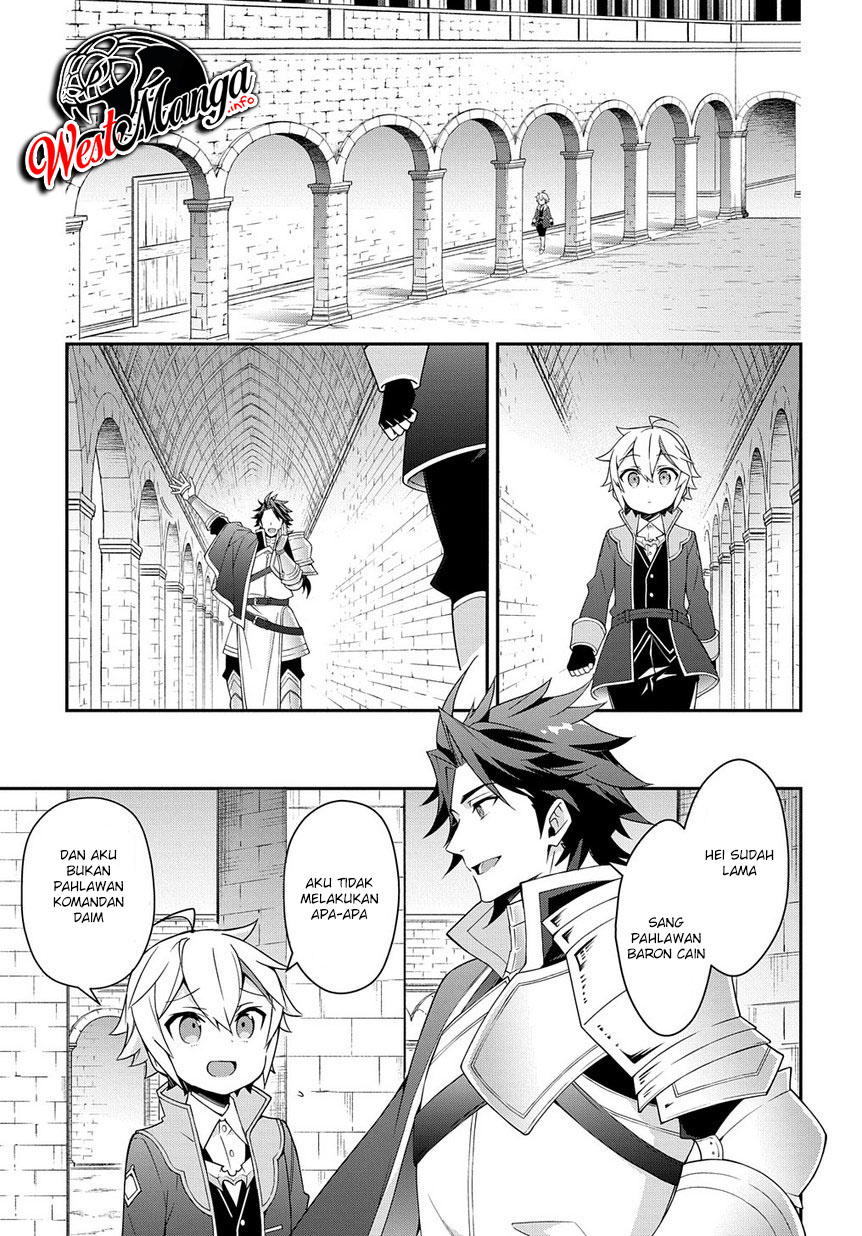 WestManga
.info
HEI SUDAH
LAMA
SANG
PAHLAWAN
BARON CAIN
AKU TIDAK
MELAKUKAN
APA-APA
DAN AKU
BUKAN
PAHLAWAN
KOMANDAN
DAIM